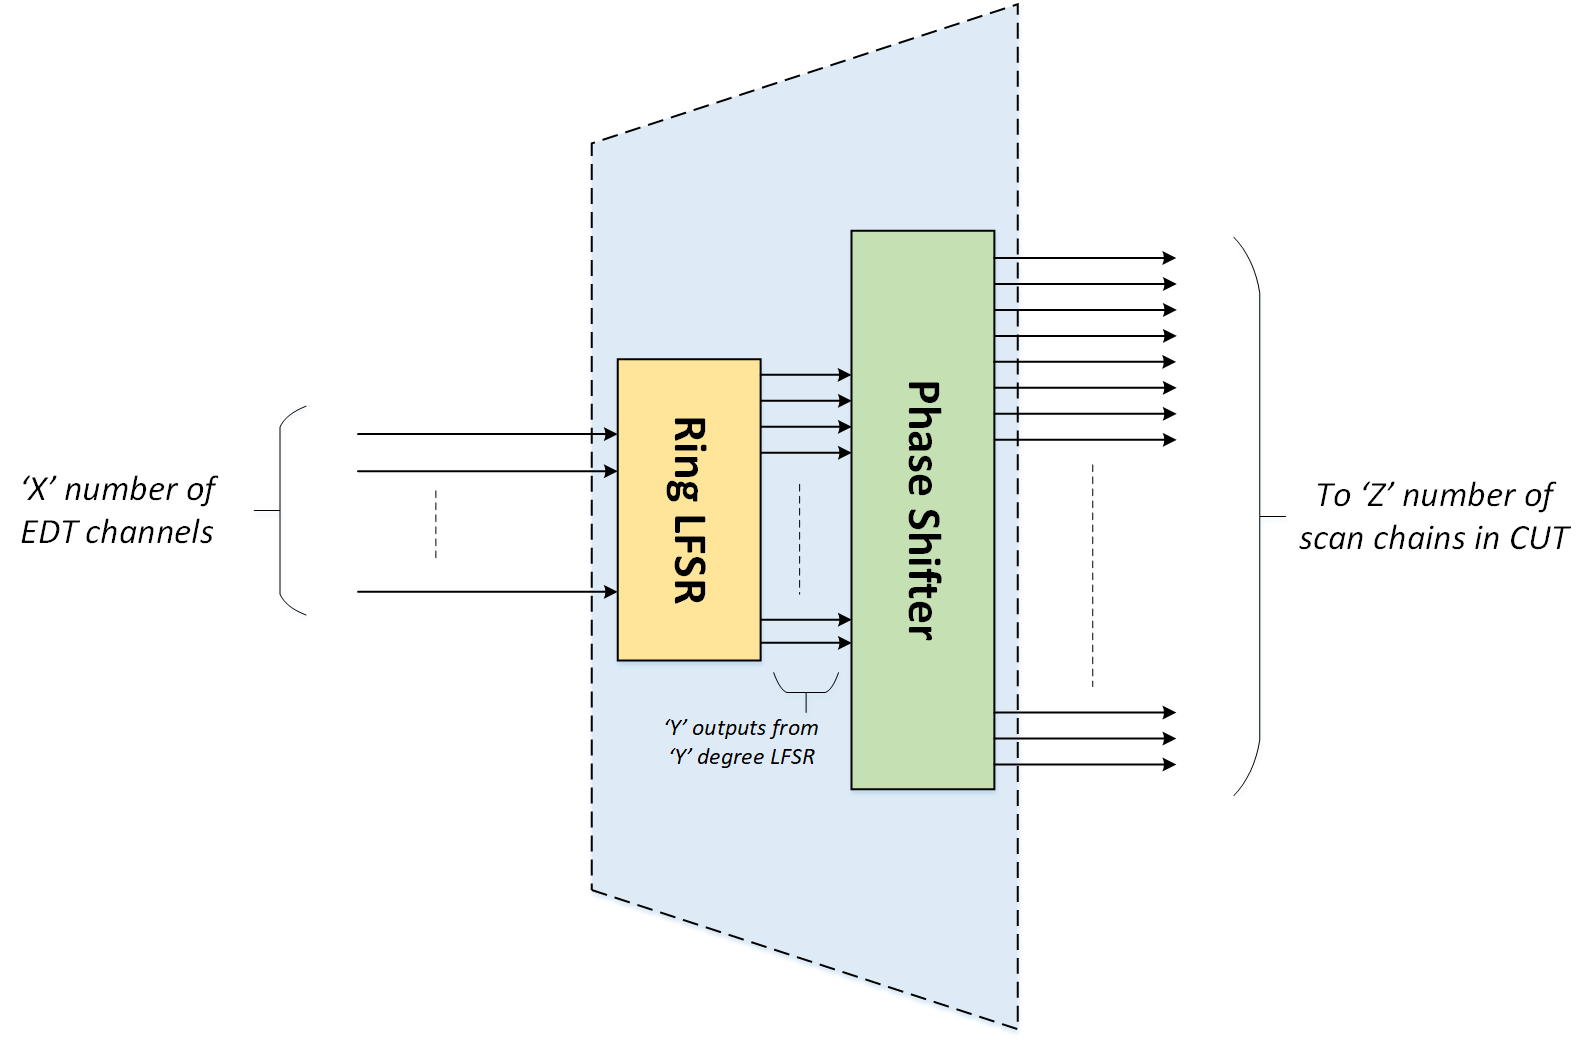 ‘X’ number of
EDT channels
Ring LFSR
‘Y’ outputs from
‘Y’ degree LFSR
Phase Shifter
To ‘Z’ number of
scan chains in CUT